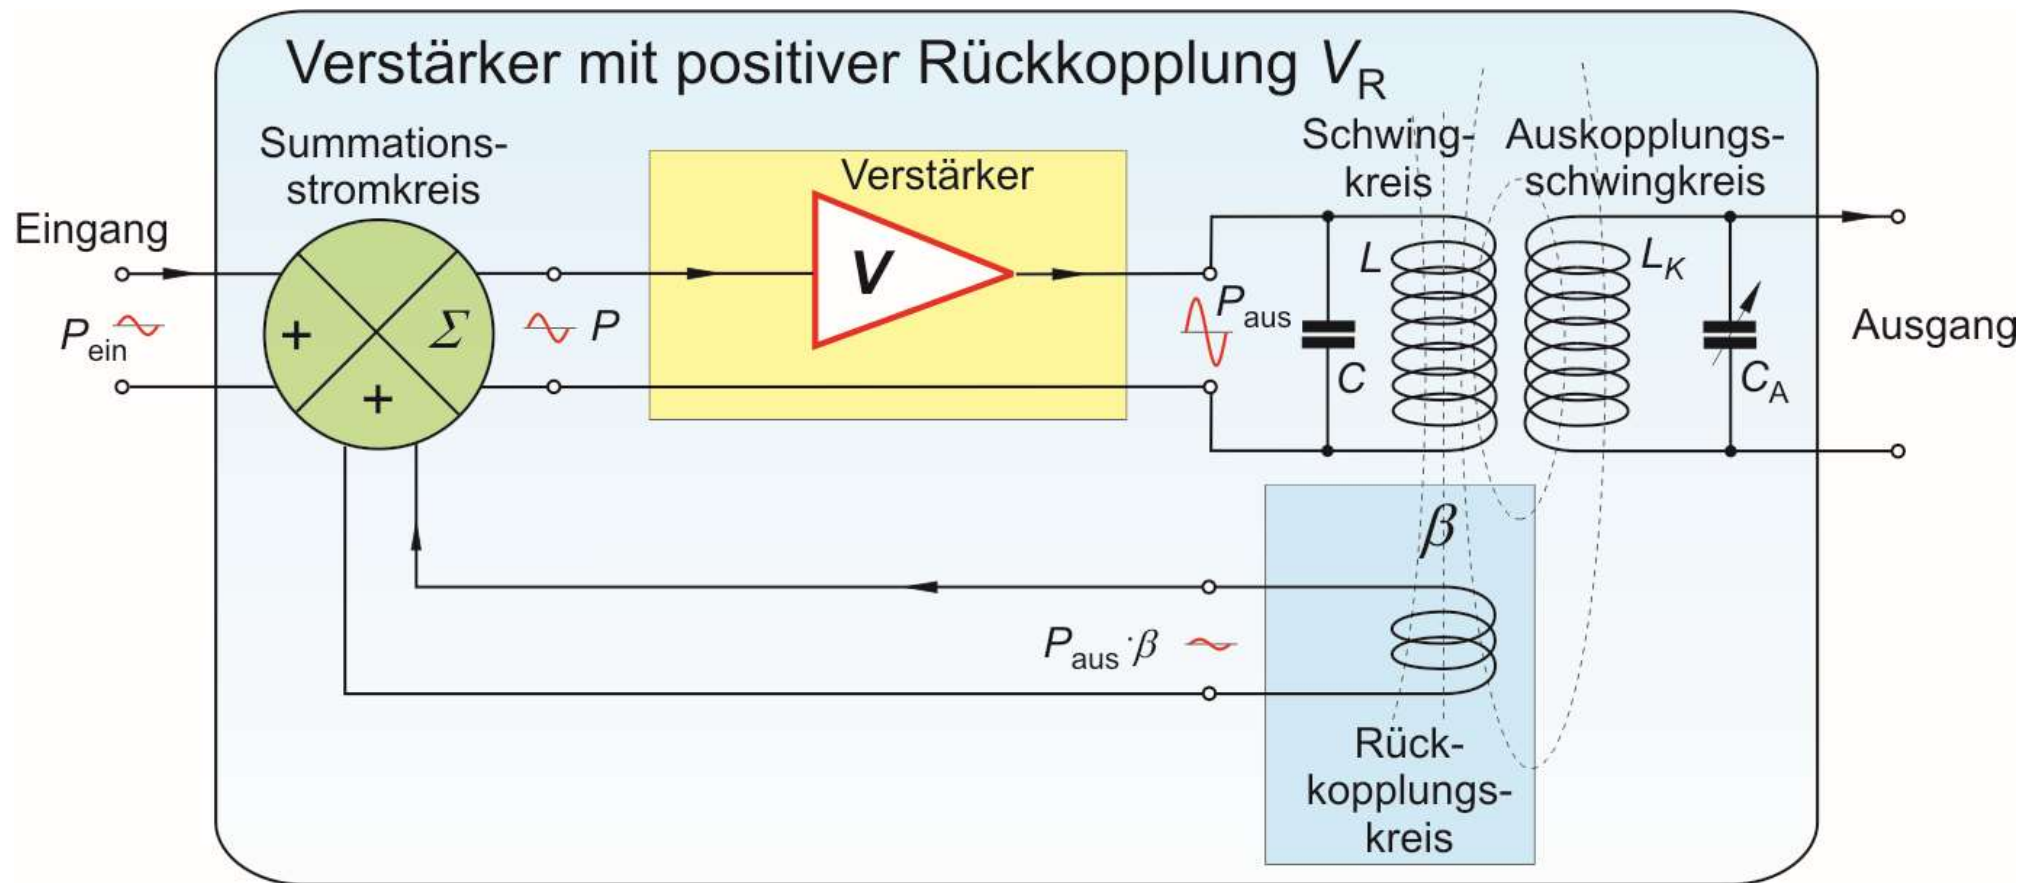 Verstärker mit positiver Rückkopplung V_R
Summations-
stromkreis
Verstärker
Schwing-
kreis
Auskopplungs-
schwingkreis
Eingang
P_ein
+
Σ
+
P
V
P_aus
C
L
L_K
C_A
Ausgang
β
P_aus·β
Rück-
kopplungs-
kreis